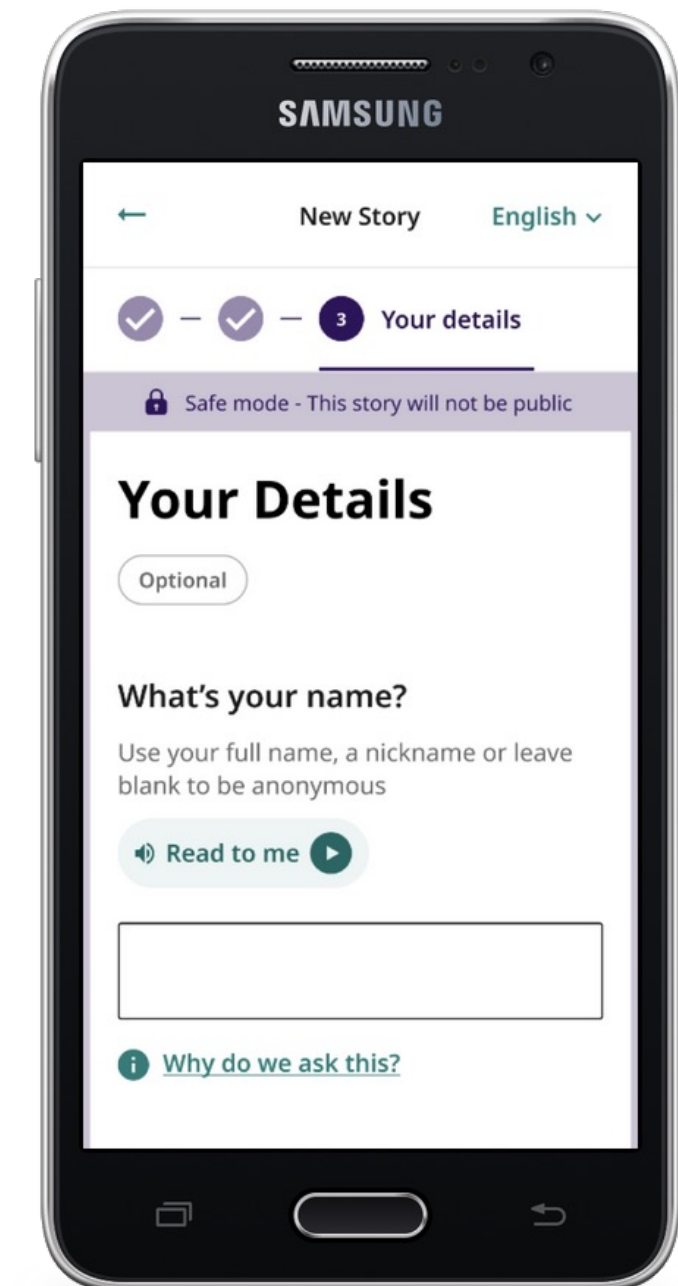 SAMSUNG
New Story
English
3 Your details
Safe mode - This story will not be public
Your Details
Optional
What's your name?
Use your full name, a nickname or leave
blank to be anonymous
Read to me
Why do we ask this?